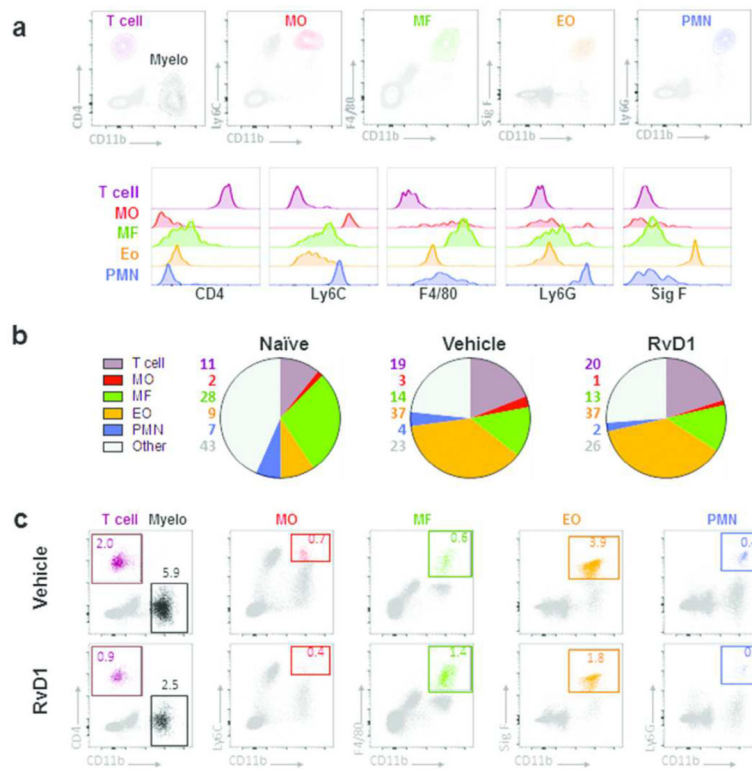 a
T cell
MO
MF
EO
PMN
Myelo
CD4
Ly6C
F4/80
Sig F
Ly6G
CD11b
CD11b
CD11b
CD11b
CD11b
T cell
MO
MF
Eo
PMN
CD4
Ly6C
F4/80
Ly6G
Sig F
b
Naïve
Vehicle
RvD1
T cell 11 19 20
MO 2 3 1
MF 28 14 13
EO 9 37 37
PMN 7 4 2
Other 43 23 26
c
T cell Myelo MO MF EO PMN
Vehicle
2.0
5.9
0.7
0.6
3.9
RvD1
0.9
2.5
0.4
1.4
1.8
CD4
Ly6C
F4/80
Sig F
Ly6G
CD11b
CD11b
CD11b
CD11b
CD11b